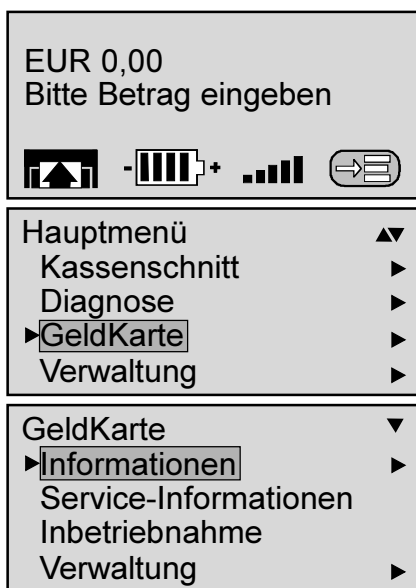 EUR 0,00
Bitte Betrag eingeben
Hauptmenü
Kassenschnitt
Diagnose
GeldKarte
Verwaltung
GeldKarte
Informationen
Service-Informationen
Inbetriebnahme
Verwaltung